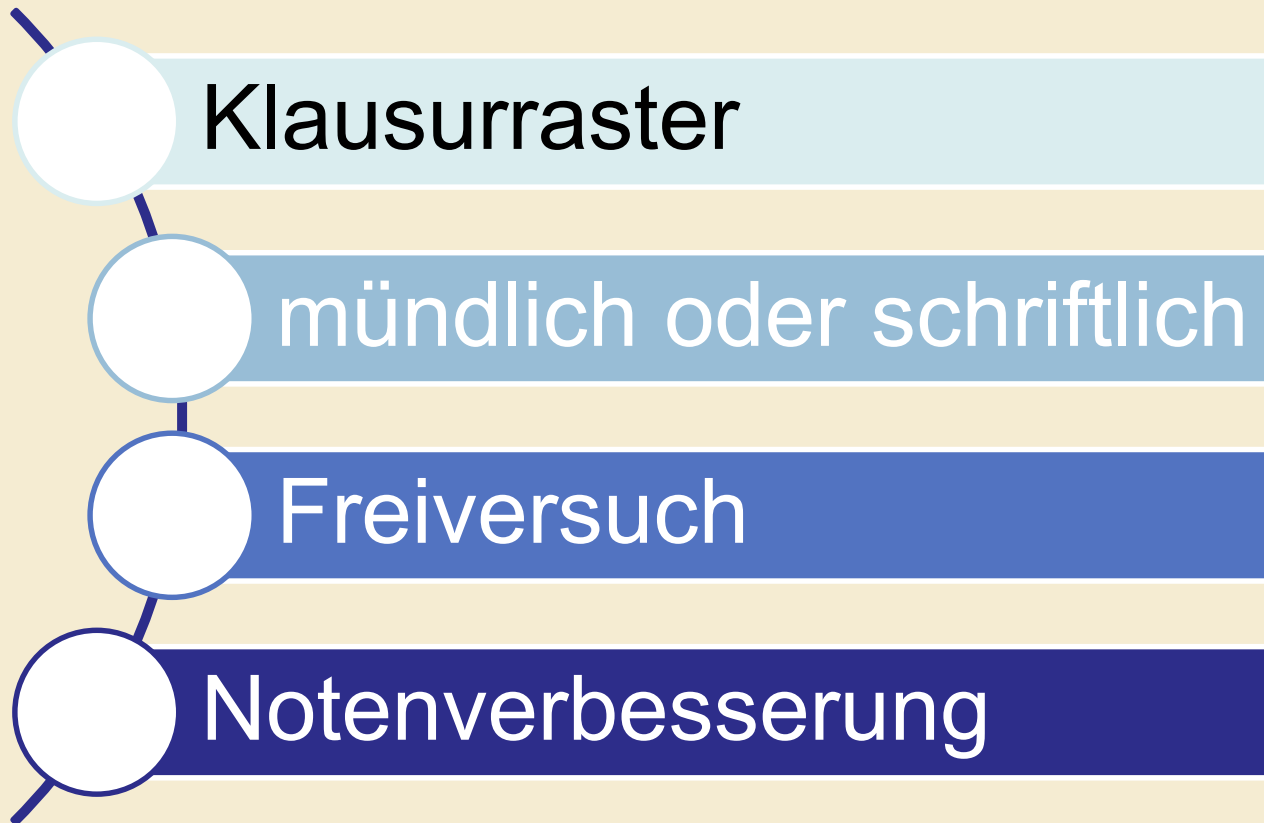 Klausurraster
mündlich oder schriftlich
Freiversuch
Notenverbesserung